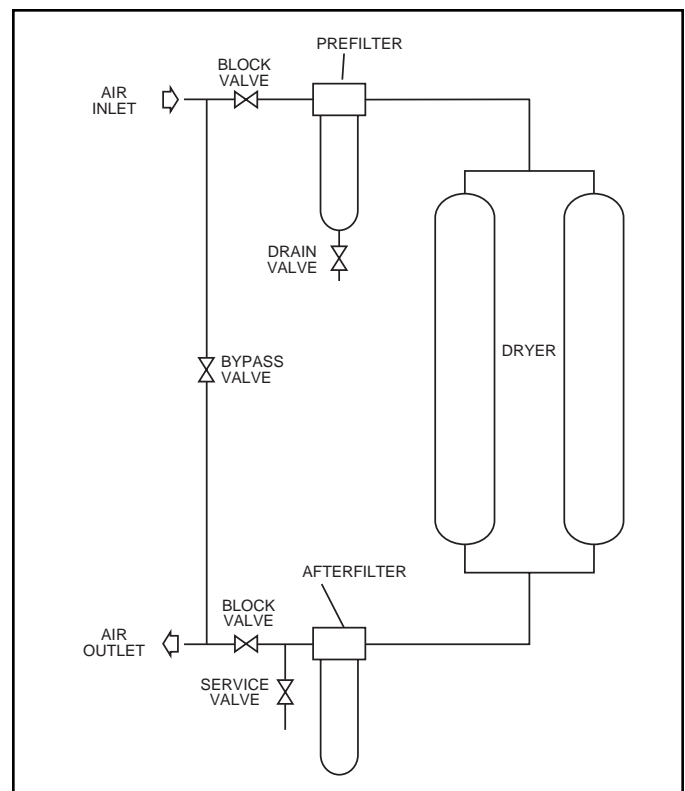 PREFILTER
BLOCK
VALVE
AIR
INLET
DRAIN
VALVE
BYPASS
VALVE
DRYER
AFTERFILTER
BLOCK
VALVE
AIR
OUTLET
SERVICE
VALVE